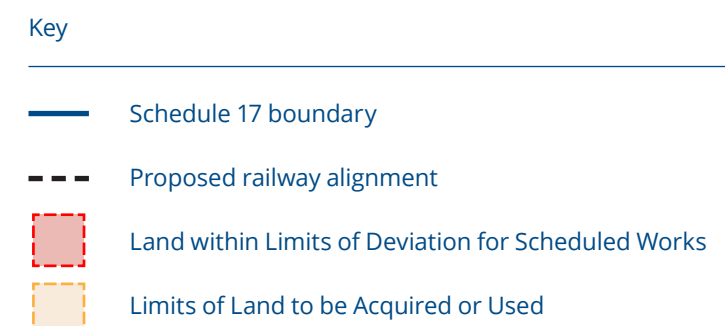 Key
Schedule 17 boundary
Proposed railway alignment
Land within Limits of Deviation for Scheduled Works
Limits of Land to be Acquired or Used